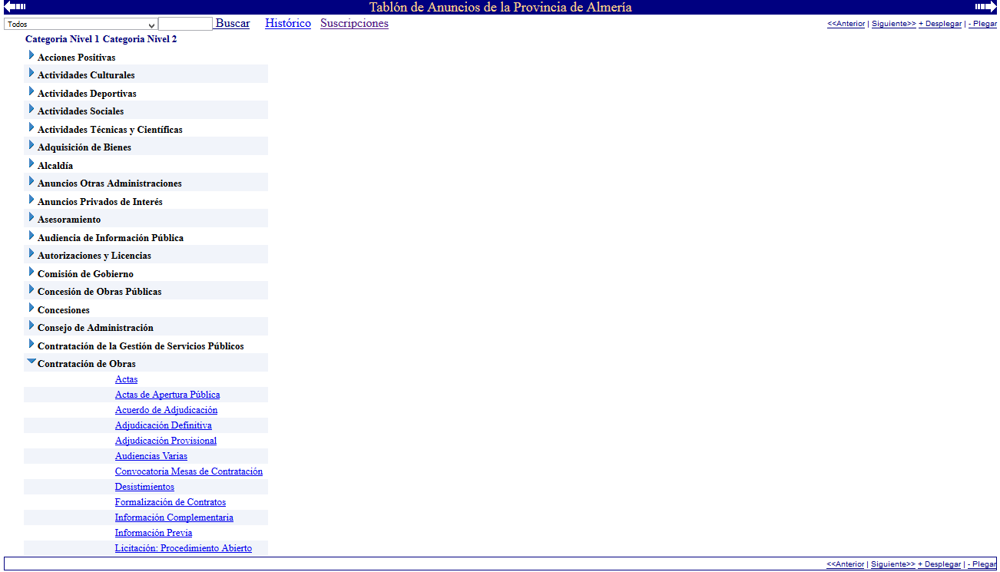 Tablón de Anuncios de la Provincia de Almería
Todos Buscar Histórico Suscripciones <<Anterior | Siguiente>> + Desplegar | - Plegar
Categoria Nivel 1 Categoria Nivel 2
Acciones Positivas
Actividades Culturales
Actividades Deportivas
Actividades Sociales
Actividades Técnicas y Científicas
Adquisición de Bienes
Alcaldía
Anuncios Otras Administraciones
Anuncios Privados de Interés
Asesoramiento
Audiencia de Información Pública
Autorizaciones y Licencias
Comisión de Gobierno
Concesión de Obras Públicas
Concesiones
Consejo de Administración
Contratación de la Gestión de Servicios Públicos
Contratación de Obras
Actas
Actas de Apertura Pública
Acuerdo de Adjudicación
Adjudicación Definitiva
Adjudicación Provisional
Audiencias Varias
Convocatoria Mesas de Contratación
Desistimientos
Formalización de Contratos
Información Complementaria
Información Previa
Licitación: Procedimiento Abierto
<<Anterior | Siguiente>> + Desplegar | - Plegar